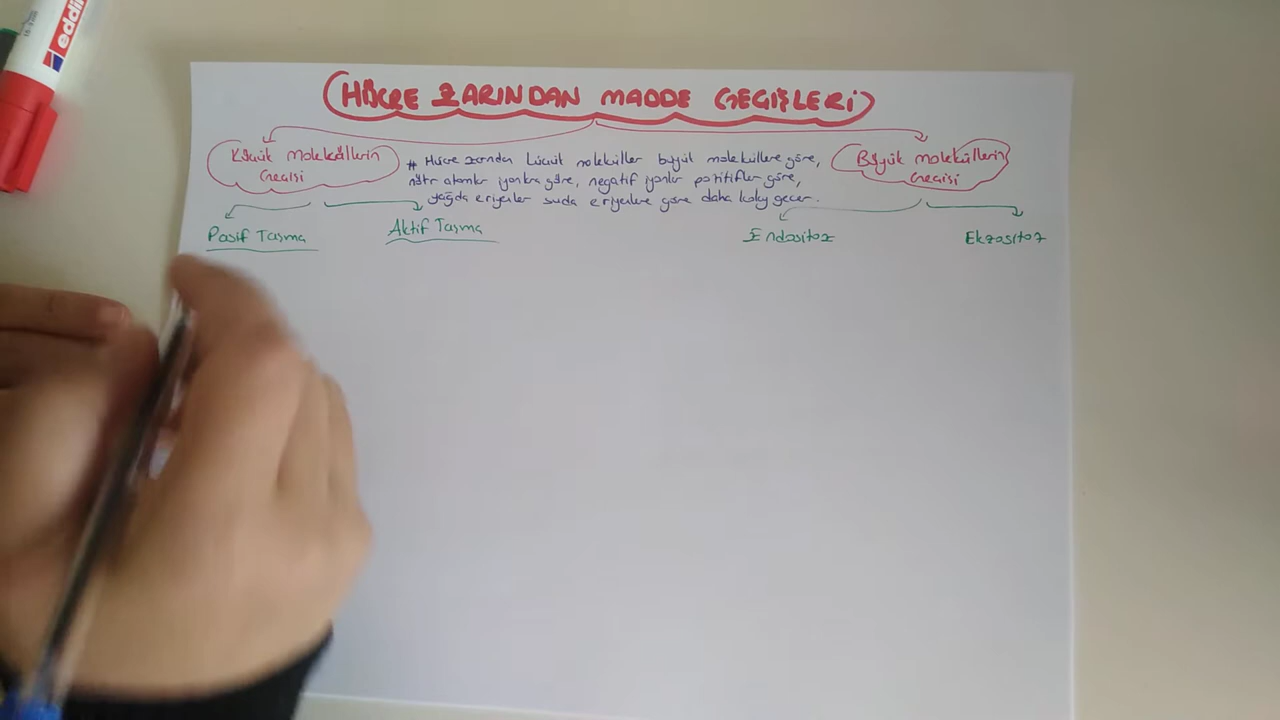 eddin
HÜCRE ZARINDAN MADDE GEÇİŞLERİ
Küçük Moleküllerin
Geçişi
# Hücre zarından küçük moleküller büyük moleküllere göre,
nötr atomlar iyonlara göre, negatif iyonlar pozitiflere göre,
yağda eriyenler suda eriyenlere göre daha kolay geçer.
Büyük moleküllerin
Geçişi
Pasif Taşıma
Aktif Taşıma
Endositoz
Ekzositoz